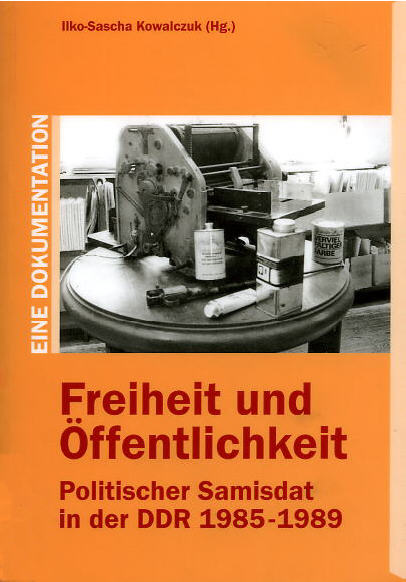 Ilko-Sascha Kowalczuk (Hg.)
EINE DOKUMENTATION
VERVIEL
FÄLTIGER
FARBE
Freiheit und
Öffentlichkeit
Politischer Samisdat
in der DDR 1985-1989